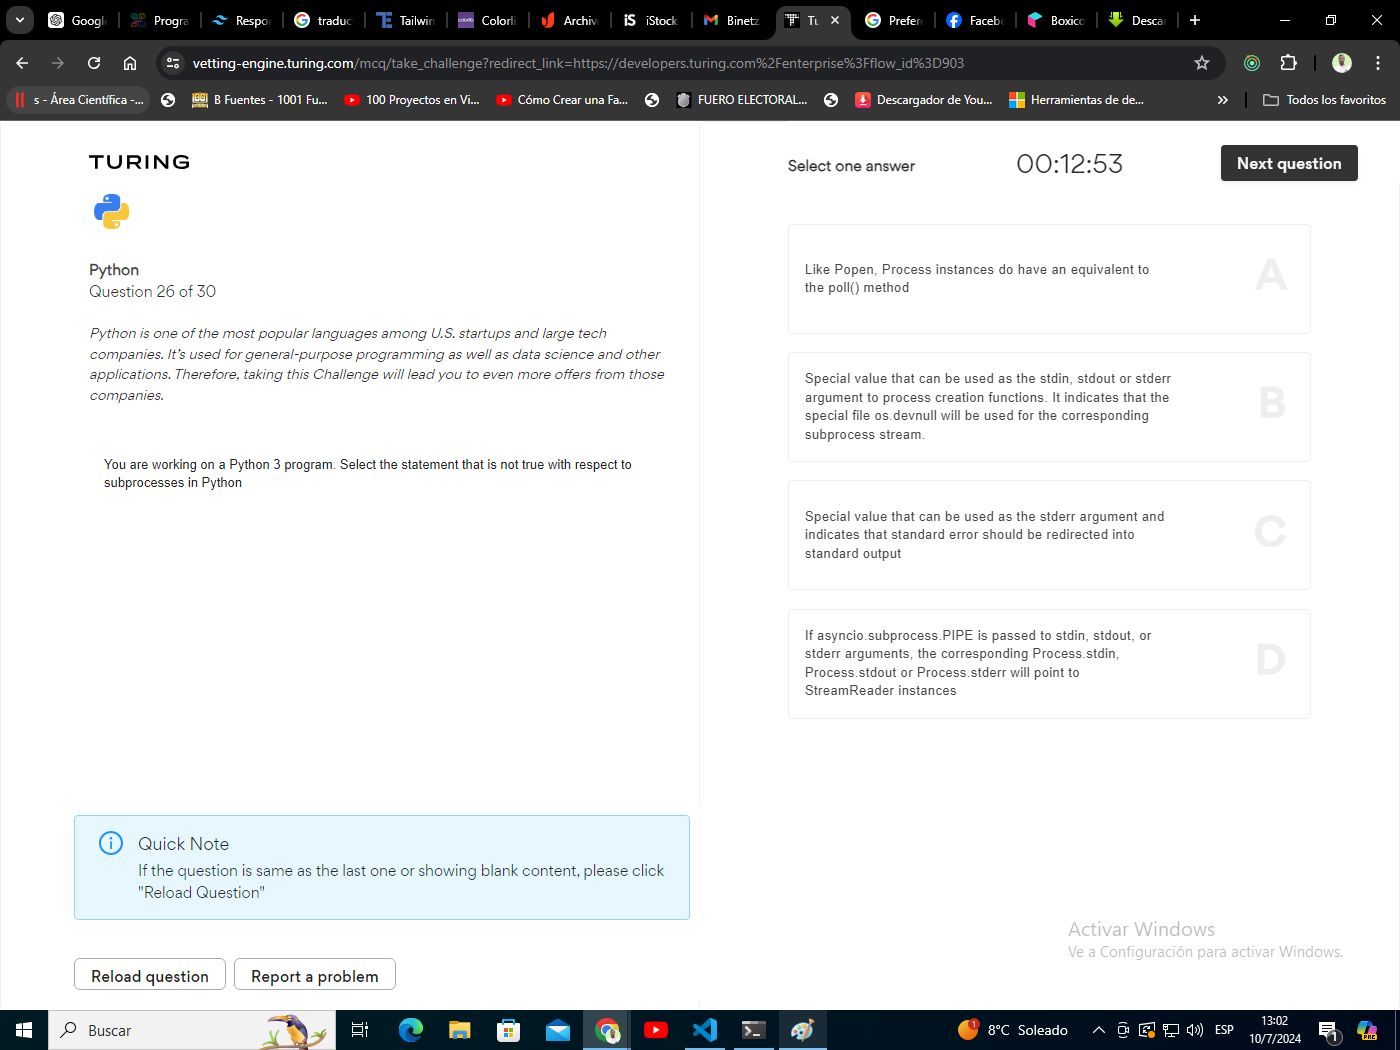 Google
Progra
Respon
traduc
Tailwin
Colorli
Archiv
iStock
Binetz
Tu
Prefer
Facebo
Boxico
Descar
vetting-engine.turing.com/mcq/take_challenge?redirect_link=https://developers.turing.com%2Fenterprise%3Fflow_id%3D903
s - Área Científica -...
B Fuentes - 1001 Fu...
100 Proyectos en Vi...
Cómo Crear una Fa...
FUERO ELECTORAL...
Descargador de You...
Herramientas de de...
Todos los favoritos
TURING
Python
Question 26 of 30
Python is one of the most popular languages among U.S. startups and large tech
companies. It's used for general-purpose programming as well as data science and other
applications. Therefore, taking this Challenge will lead you to even more offers from those
companies.
You are working on a Python 3 program. Select the statement that is not true with respect to
subprocesses in Python
Quick Note
If the question is same as the last one or showing blank content, please click
"Reload Question"
Reload question
Report a problem
Select one answer
00:12:53
Next question
Like Popen, Process instances do have an equivalent to
the poll() method
A
Special value that can be used as the stdin, stdout or stderr
argument to process creation functions. It indicates that the
special file os.devnull will be used for the corresponding
subprocess stream.
B
Special value that can be used as the stderr argument and
indicates that standard error should be redirected into
standard output
C
If asyncio.subprocess.PIPE is passed to stdin, stdout, or
stderr arguments, the corresponding Process.stdin,
Process.stdout or Process.stderr will point to
StreamReader instances
D
Activar Windows
Ve a Configuración para activar Windows.
Buscar
1
8°C Soleado
ESP
13:02
10/7/2024
1
PRE